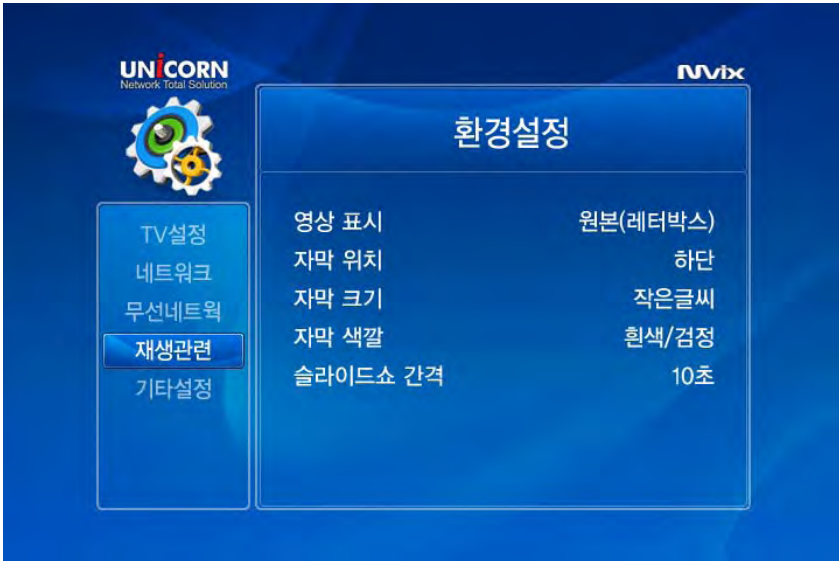 UNiCORN
Network Total Solution
Mvix
환경설정
TV설정
네트워크
무선네트웍
재생관련
기타설정
영상 표시 원본(레터박스)
자막 위치 하단
자막 크기 작은글씨
자막 색깔 흰색/검정
슬라이드쇼 간격 10초